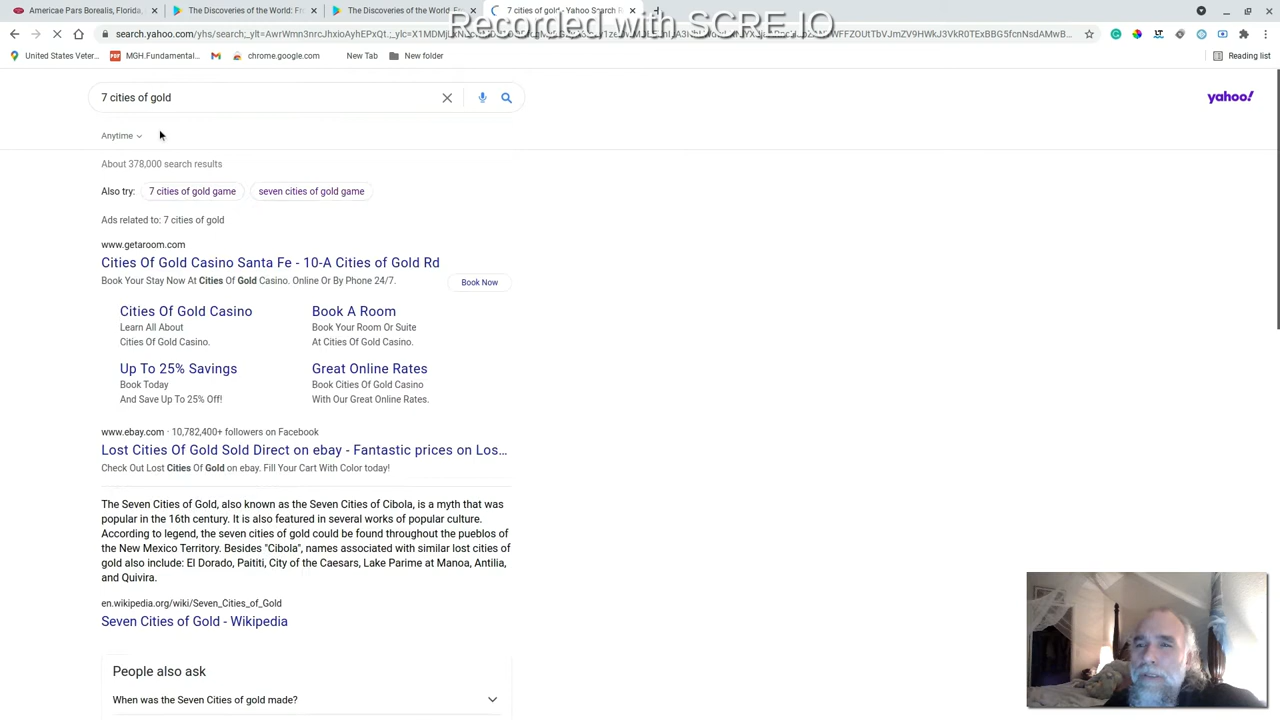 Americae Pars Borealis, Florida,
The Discoveries of the World: Fr
The Discoveries of the World: Fr
7 cities of gold - Yahoo Search R
Recorded with SCRE.IO
United States Veter...
MGH.Fundamental...
chrome.google.com
New Tab
New folder
Reading list
7 cities of gold
yahoo!
Anytime
About 378,000 search results
Also try:
7 cities of gold game
seven cities of gold game
Ads related to: 7 cities of gold
www.getaroom.com
Cities Of Gold Casino Santa Fe - 10-A Cities of Gold Rd
Book Your Stay Now At Cities Of Gold Casino. Online Or By Phone 24/7.
Book Now
Cities Of Gold Casino
Learn All About
Cities Of Gold Casino.
Book A Room
Book Your Room Or Suite
At Cities Of Gold Casino.
Up To 25% Savings
Book Today
And Save Up To 25% Off!
Great Online Rates
Book Cities Of Gold Casino
With Our Great Online Rates.
www.ebay.com · 10,782,400+ followers on Facebook
Lost Cities Of Gold Sold Direct on ebay - Fantastic prices on Los...
Check Out Lost Cities Of Gold on ebay. Fill Your Cart With Color today!
The Seven Cities of Gold, also known as the Seven Cities of Cibola, is a myth that was
popular in the 16th century. It is also featured in several works of popular culture.
According to legend, the seven cities of gold could be found throughout the pueblos of
the New Mexico Territory. Besides "Cibola", names associated with similar lost cities of
gold also include: El Dorado, Paititi, City of the Caesars, Lake Parime at Manoa, Antilia,
and Quivira.
en.wikipedia.org/wiki/Seven_Cities_of_Gold
Seven Cities of Gold - Wikipedia
People also ask
When was the Seven Cities of gold made?